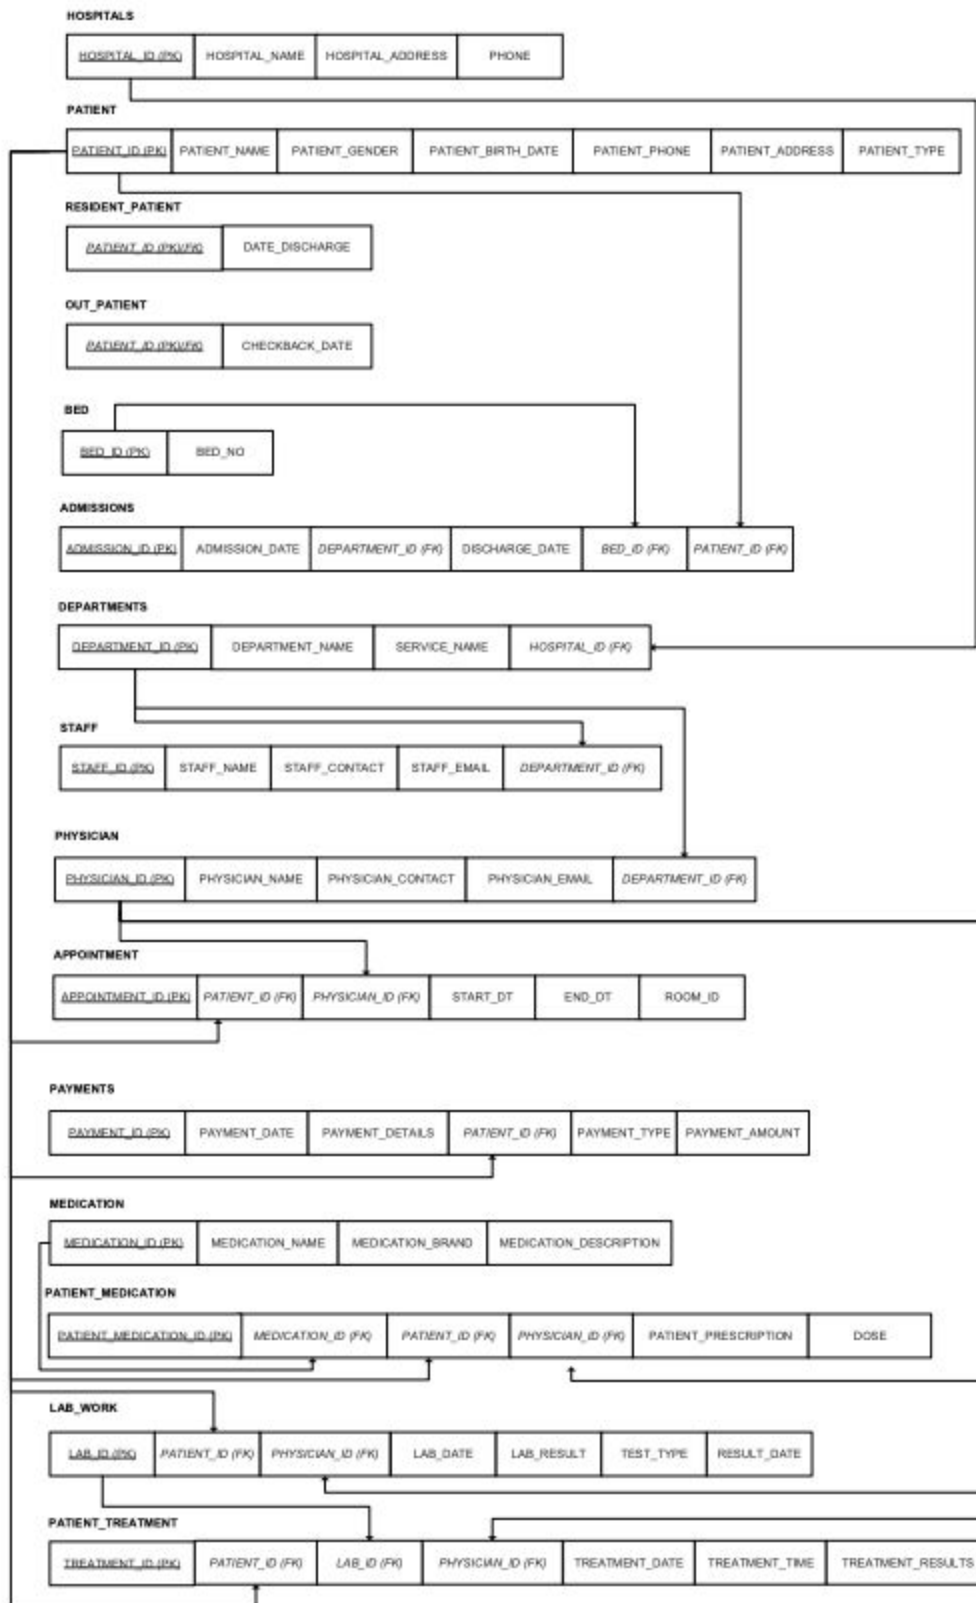 HOSPITALS
HOSPITAL_ID (PK) HOSPITAL_NAME HOSPITAL_ADDRESS PHONE
PATIENT
PATIENT_ID (PK) PATIENT_NAME PATIENT_GENDER PATIENT_BIRTH_DATE PATIENT_PHONE PATIENT_ADDRESS PATIENT_TYPE
RESIDENT_PATIENT
PATIENT_ID (PK)(FK) DATE_DISCHARGE
OUT_PATIENT
PATIENT_ID (PK)(FK) CHECKBACK_DATE
BED
BED_ID (PK) BED_NO
ADMISSIONS
ADMISSION_ID (PK) ADMISSION_DATE DEPARTMENT_ID (FK) DISCHARGE_DATE BED_ID (FK) PATIENT_ID (FK)
DEPARTMENTS
DEPARTMENT_ID (PK) DEPARTMENT_NAME SERVICE_NAME HOSPITAL_ID (FK)
STAFF
STAFF_ID (PK) STAFF_NAME STAFF_CONTACT STAFF_EMAIL DEPARTMENT_ID (FK)
PHYSICIAN
PHYSICIAN_ID (PK) PHYSICIAN_NAME PHYSICIAN_CONTACT PHYSICIAN_EMAIL DEPARTMENT_ID (FK)
APPOINTMENT
APPOINTMENT_ID (PK) PATIENT_ID (FK) PHYSICIAN_ID (FK) START_DT END_DT ROOM_ID
PAYMENTS
PAYMENT_ID (PK) PAYMENT_DATE PAYMENT_DETAILS PATIENT_ID (FK) PAYMENT_TYPE PAYMENT_AMOUNT
MEDICATION
MEDICATION_ID (PK) MEDICATION_NAME MEDICATION_BRAND MEDICATION_DESCRIPTION
PATIENT_MEDICATION
PATIENT_MEDICATION_ID (PK) MEDICATION_ID (FK) PATIENT_ID (FK) PHYSICIAN_ID (FK) PATIENT_PRESCRIPTION DOSE
LAB_WORK
LAB_ID (PK) PATIENT_ID (FK) PHYSICIAN_ID (FK) LAB_DATE LAB_RESULT TEST_TYPE RESULT_DATE
PATIENT_TREATMENT
TREATMENT_ID (PK) PATIENT_ID (FK) LAB_ID (FK) PHYSICIAN_ID (FK) TREATMENT_DATE TREATMENT_TIME TREATMENT_RESULTS